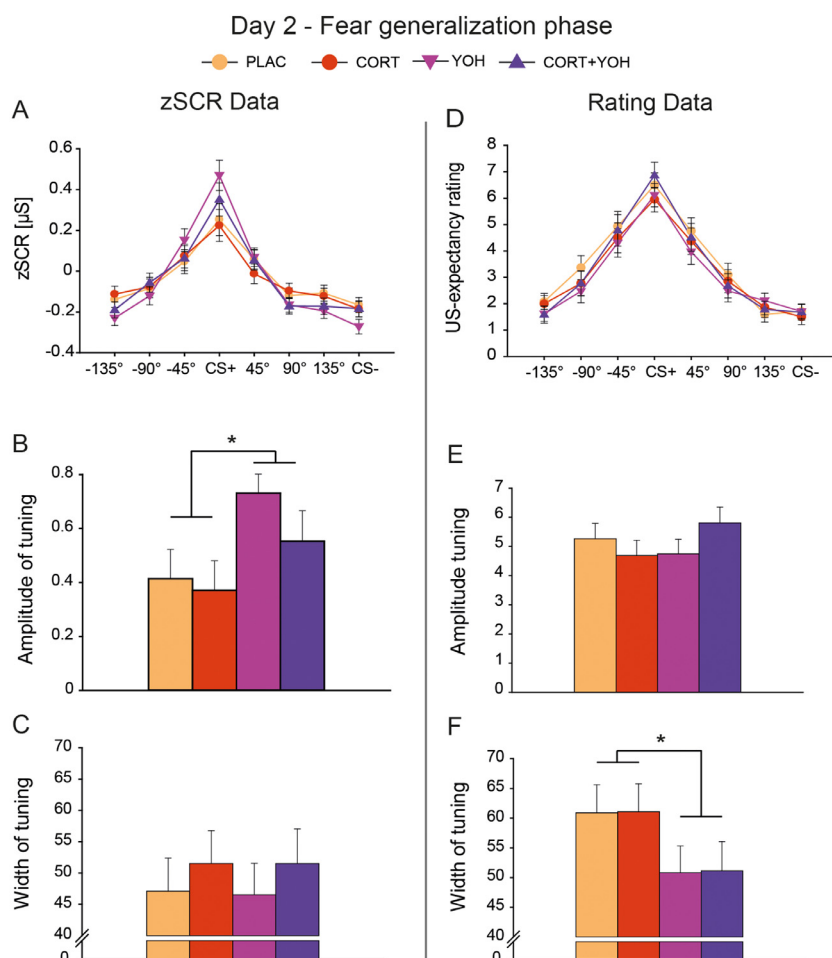 Day 2 - Fear generalization phase
PLAC CORT YOH CORT+YOH
zSCR Data
Rating Data
A
zSCR [µS]
0.6
0.4
0.2
0
-0.2
-0.4
-135° -90° -45° CS+ 45° 90° 135° CS-
D
US-expectancy rating
8
7
6
5
4
3
2
1
0
-135° -90° -45° CS+ 45° 90° 135° CS-
B
Amplitude of tuning
0.8
0.6
0.4
0.2
0
*
E
Amplitude tuning
7
6
5
4
3
2
1
0
C
Width of tuning
70
65
60
55
50
45
40
0
F
Width of tuning
70
65
60
55
50
45
40
0
*